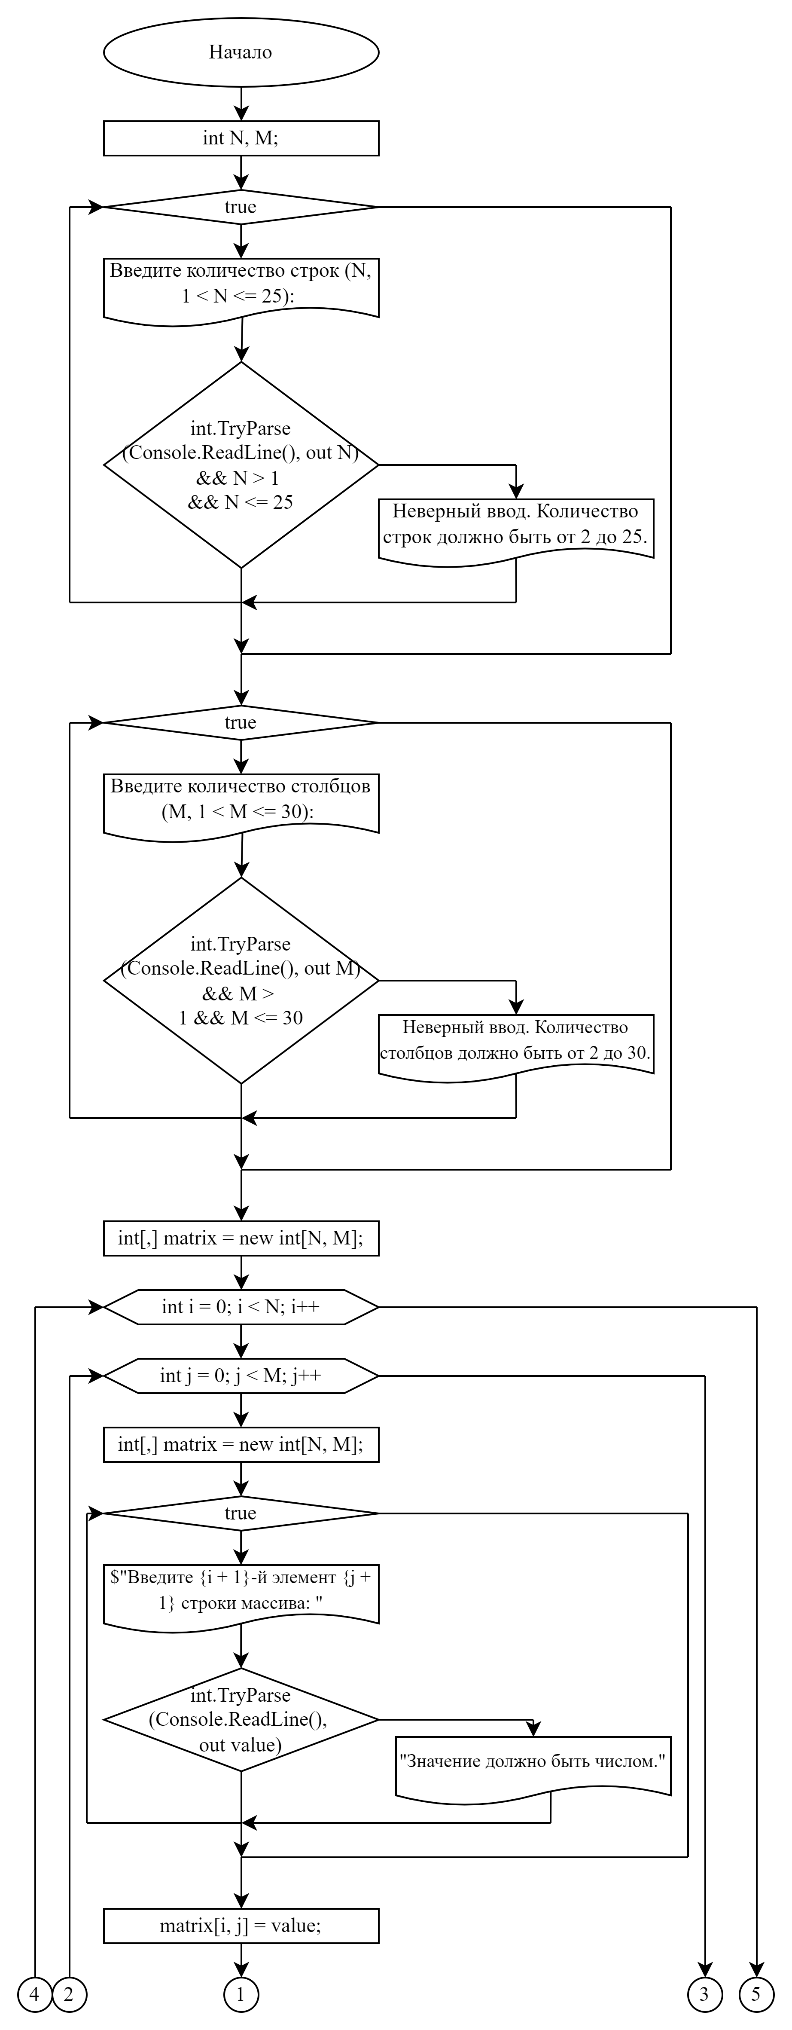 Начало
int N, M;
true
Введите количество строк (N,
1 < N <= 25):
int.TryParse
(Console.ReadLine(), out N)
&& N > 1
&& N <= 25
Неверный ввод. Количество
строк должно быть от 2 до 25.
true
Введите количество столбцов
(M, 1 < M <= 30):
int.TryParse
(Console.ReadLine(), out M)
&& M >
1 && M <= 30
Неверный ввод. Количество
столбцов должно быть от 2 до 30.
int[,] matrix = new int[N, M];
int i = 0; i < N; i++
int j = 0; j < M; j++
int[,] matrix = new int[N, M];
true
$"Введите {i + 1}-й элемент {j +
1} строки массива: "
int.TryParse
(Console.ReadLine(),
out value)
"Значение должно быть числом."
matrix[i, j] = value;
4 2 1 3 5